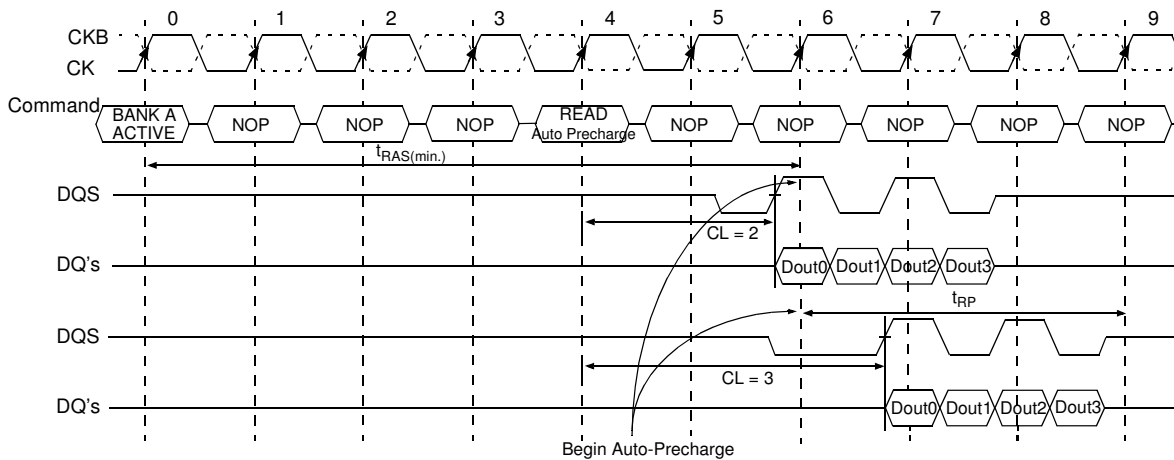 0 1 2 3 4 5 6 7 8 9
CKB
CK
Command
BANK A
ACTIVE
NOP
NOP
NOP
READ
Auto Precharge
NOP
NOP
NOP
NOP
NOP
tRAS(min.)
DQS
CL = 2
DQ's
Dout0 Dout1 Dout2 Dout3
tRP
DQS
CL = 3
DQ's
Dout0 Dout1 Dout2 Dout3
Begin Auto-Precharge